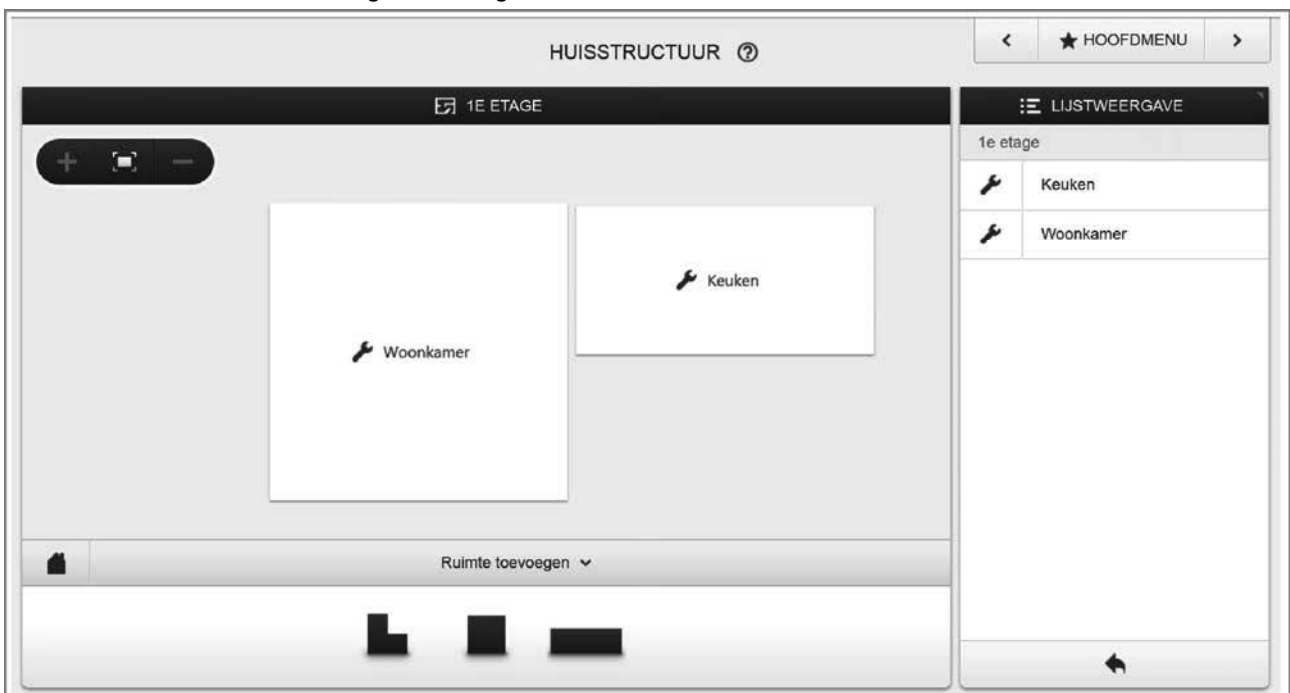 HUISSTRUCTUUR
HOOFDMENU
1E ETAGE
LIJSTWEERGAVE
1e etage
Keuken
Woonkamer
Keuken
Woonkamer
Ruimte toevoegen